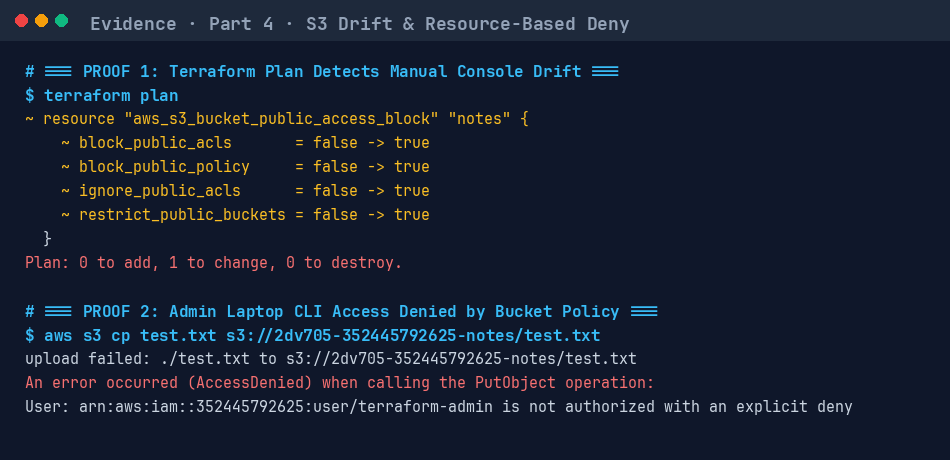 Evidence · Part 4 · S3 Drift & Resource-Based Deny
# === PROOF 1: Terraform Plan Detects Manual Console Drift ===
$ terraform plan
~ resource "aws_s3_bucket_public_access_block" "notes" {
    ~ block_public_acls       = false -> true
    ~ block_public_policy     = false -> true
    ~ ignore_public_acls      = false -> true
    ~ restrict_public_buckets = false -> true
  }
Plan: 0 to add, 1 to change, 0 to destroy.
# === PROOF 2: Admin Laptop CLI Access Denied by Bucket Policy ===
$ aws s3 cp test.txt s3://2dv705-352445792625-notes/test.txt
upload failed: ./test.txt to s3://2dv705-352445792625-notes/test.txt
An error occurred (AccessDenied) when calling the PutObject operation:
User: arn:aws:iam::352445792625:user/terraform-admin is not authorized with an explicit deny